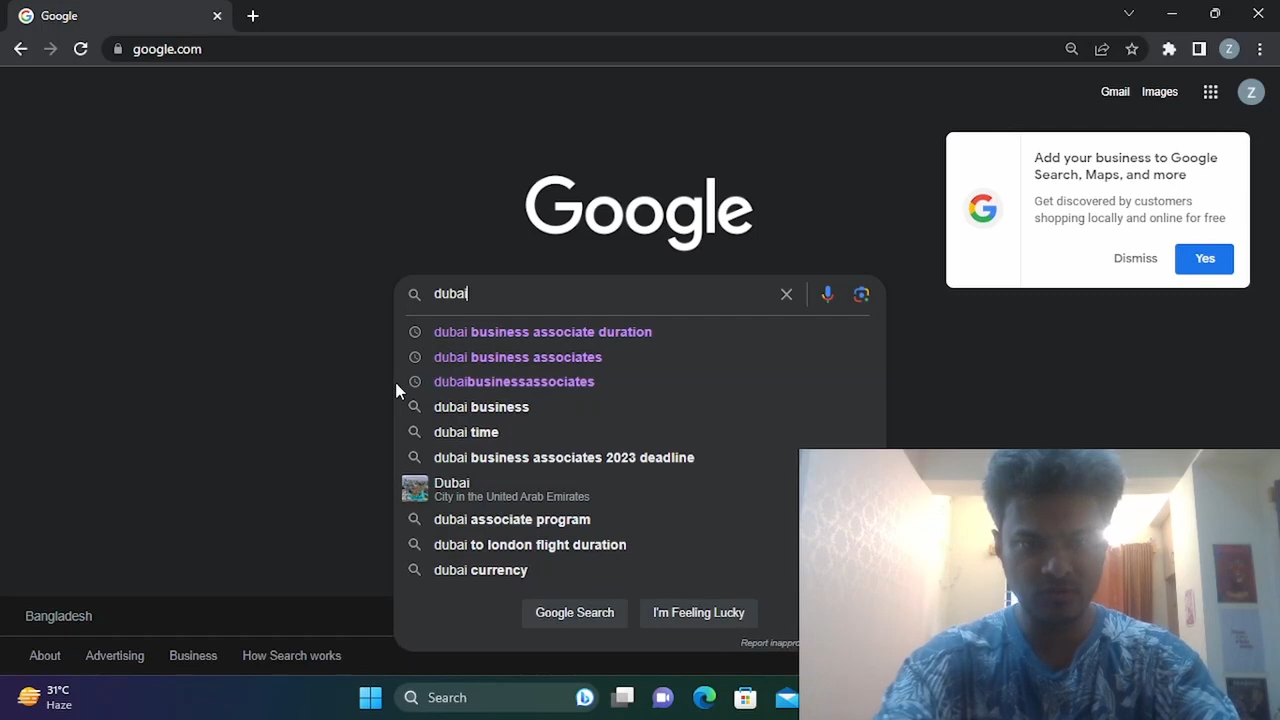 Google
google.com
Z
Gmail
Images
Z
Add your business to Google
Search, Maps, and more
Get discovered by customers
shopping locally and online for free
Dismiss
Yes
Google
dubai
dubai business associate duration
dubai business associates
dubaibusinessassociates
dubai business
dubai time
dubai business associates 2023 deadline
Dubai
City in the United Arab Emirates
dubai associate program
dubai to london flight duration
dubai currency
Google Search
I'm Feeling Lucky
Report inappro
Bangladesh
About
Advertising
Business
How Search works
31°C
Haze
Search